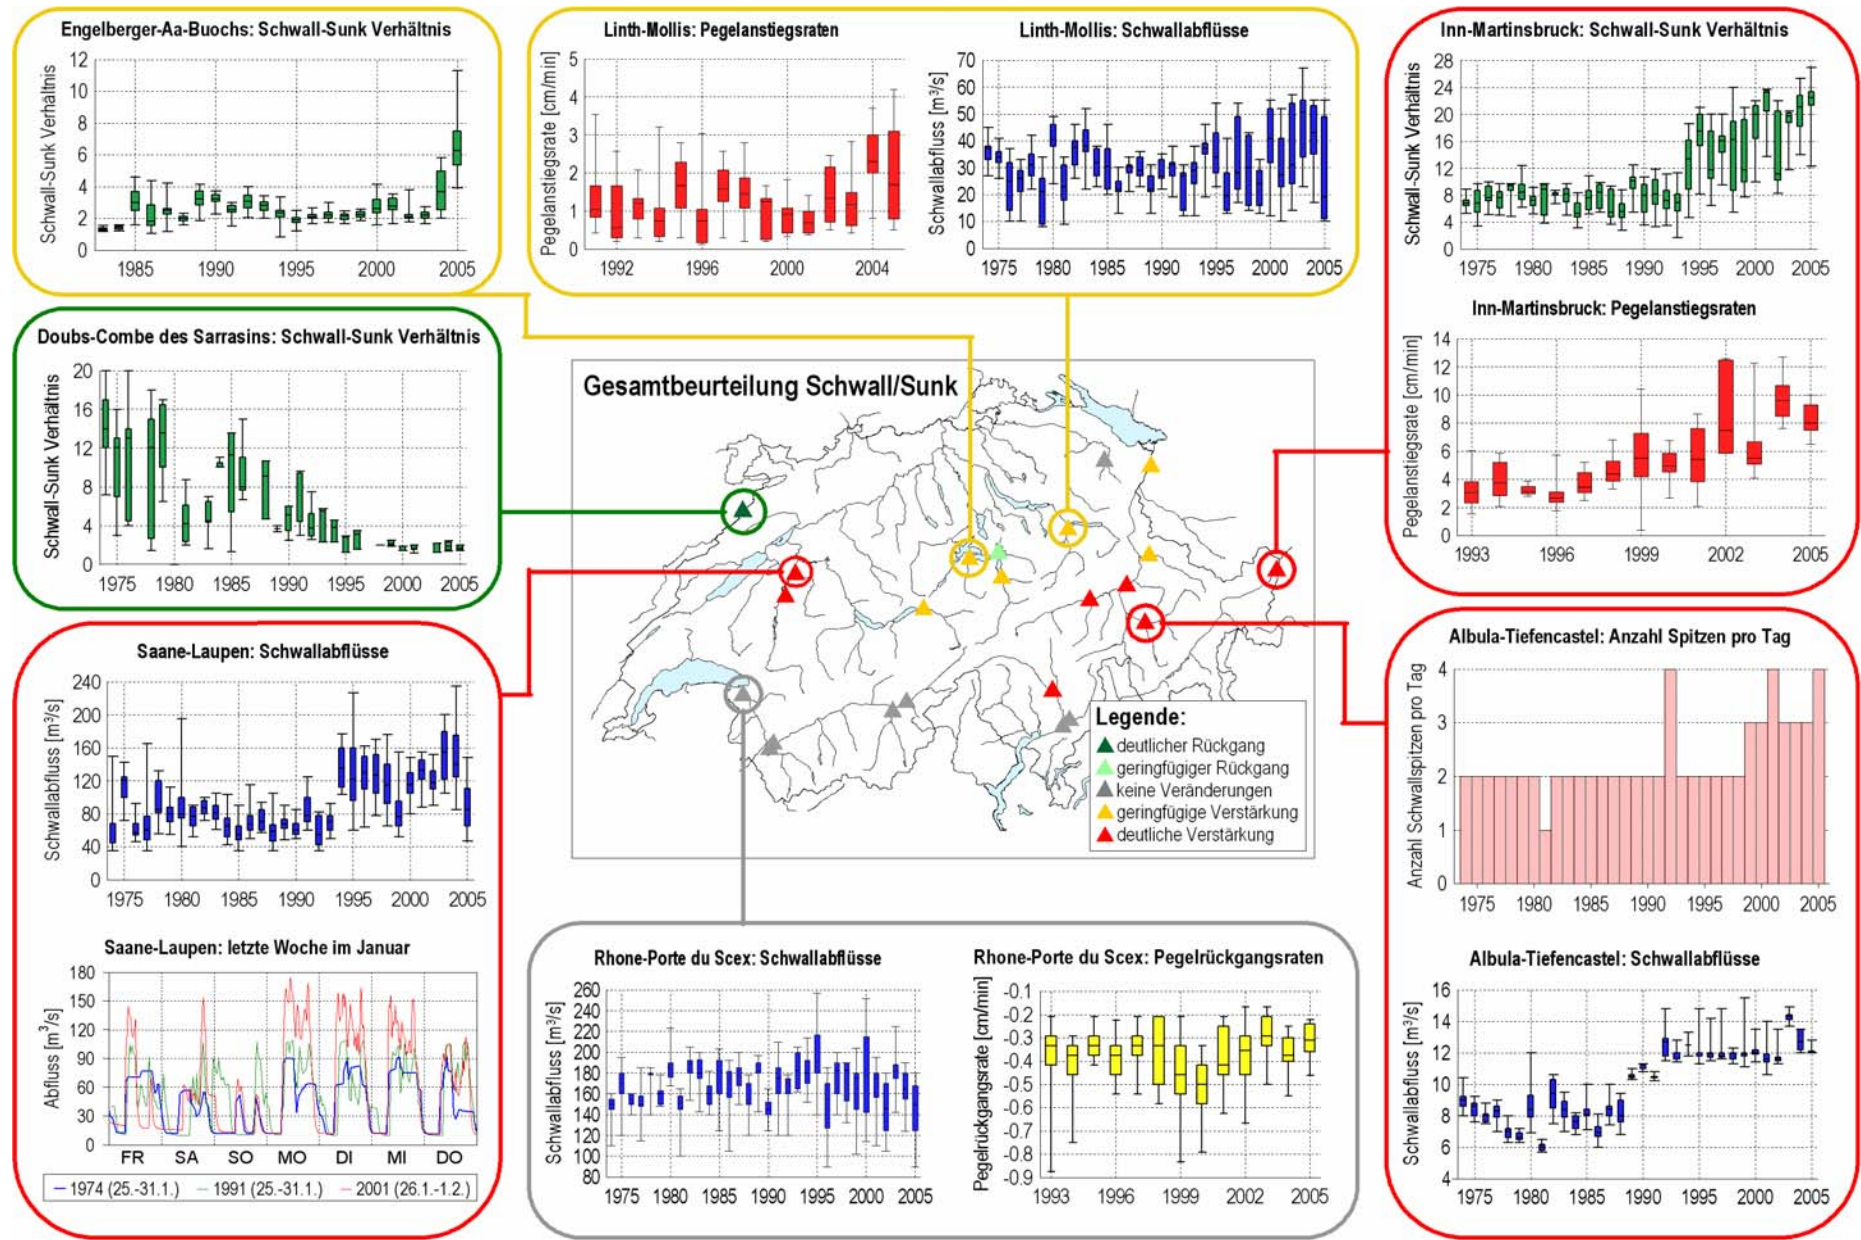 Engelberger-Aa-Buochs: Schwall-Sunk Verhältnis
Schwall-Sunk Verhältnis
12
10
8
6
4
2
0
1985 1990 1995 2000 2005
Linth-Mollis: Pegelanstiegsraten
Pegelanstiegsrate [cm/min]
5
4
3
2
1
0
1992 1996 2000 2004
Linth-Mollis: Schwallabflüsse
Schwallabfluss [m³/s]
70
60
50
40
30
20
10
0
1975 1980 1985 1990 1995 2000 2005
Inn-Martinsbruck: Schwall-Sunk Verhältnis
Schwall-Sunk Verhältnis
28
24
20
16
12
8
4
0
1975 1980 1985 1990 1995 2000 2005
Inn-Martinsbruck: Pegelanstiegsraten
Pegelanstiegsrate [cm/min]
14
12
10
8
6
4
2
0
1993 1996 1999 2002 2005
Doubs-Combe des Sarrasins: Schwall-Sunk Verhältnis
Schwall-Sunk Verhältnis
20
16
12
8
4
0
1975 1980 1985 1990 1995 2000 2005
Gesamtbeurteilung Schwall/Sunk
Legende:
deutlicher Rückgang
geringfügiger Rückgang
keine Veränderungen
geringfügige Verstärkung
deutliche Verstärkung
Saane-Laupen: Schwallabflüsse
Schwallabfluss [m³/s]
240
200
160
120
80
40
0
1975 1980 1985 1990 1995 2000 2005
Saane-Laupen: letzte Woche im Januar
Abfluss [m³/s]
180
150
120
90
60
30
0
FR SA SO MO DI MI DO
1974 (25.-31.1.) 1991 (25.-31.1.) 2001 (26.1.-1.2.)
Rhone-Porte du Scex: Schwallabflüsse
Schwallabfluss [m³/s]
260
240
220
200
180
160
140
120
100
80
1975 1980 1985 1990 1995 2000 2005
Rhone-Porte du Scex: Pegelrückgangsraten
Pegelrückgangsrate [cm/min]
-0.1
-0.2
-0.3
-0.4
-0.5
-0.6
-0.7
-0.8
-0.9
1993 1996 1999 2002 2005
Albula-Tiefencastel: Anzahl Spitzen pro Tag
Anzahl Schwallspitzen pro Tag
4
3
2
1
0
1975 1980 1985 1990 1995 2000 2005
Albula-Tiefencastel: Schwallabflüsse
Schwallabfluss [m³/s]
16
14
12
10
8
6
4
1975 1980 1985 1990 1995 2000 2005